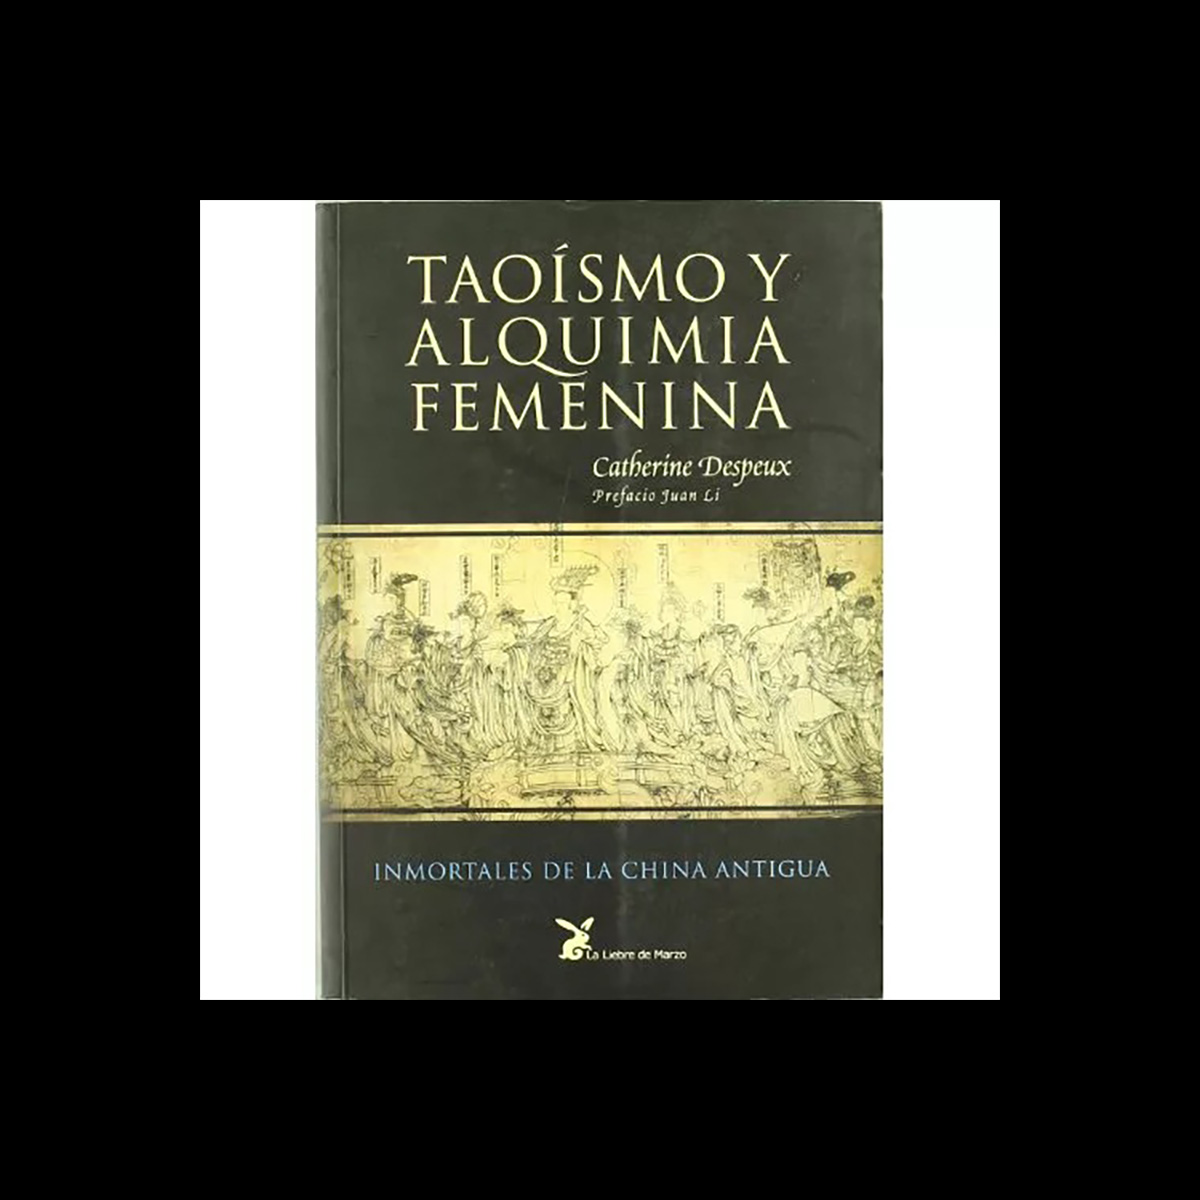 TAOÍSMO Y
ALQUIMIA
FEMENINA
Catherine Despeux
Prefacio Juan Li
INMORTALES DE LA CHINA ANTIGUA
La Liebre de Marzo